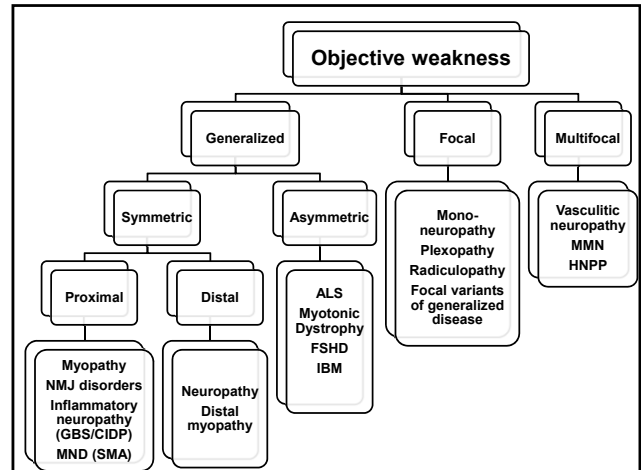 Objective weakness
Generalized
Focal
Multifocal
Symmetric
Asymmetric
Mono-
neuropathy
Plexopathy
Radiculopathy
Focal variants
of generalized
disease
Vasculitic
neuropathy
MMN
HNPP
Proximal
Distal
ALS
Myotonic
Dystrophy
FSHD
IBM
Myopathy
NMJ disorders
Inflammatory
neuropathy
(GBS/CIDP)
MND (SMA)
Neuropathy
Distal
myopathy